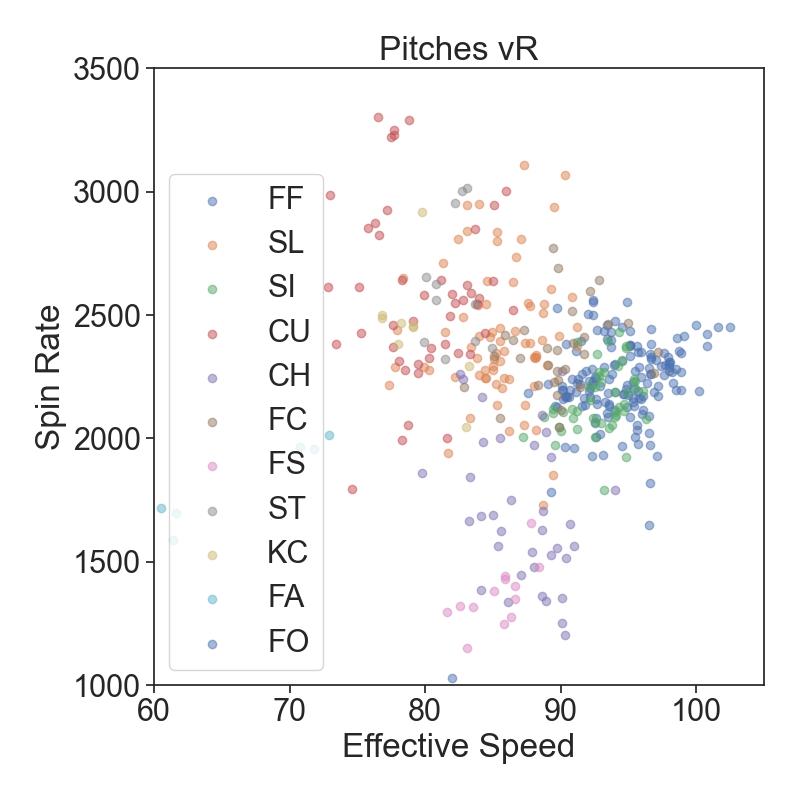 Pitches vR
3500
3000
2500
2000
1500
1000
Spin Rate
FF
SL
SI
CU
CH
FC
FS
ST
KC
FA
FO
60 70 80 90 100
Effective Speed